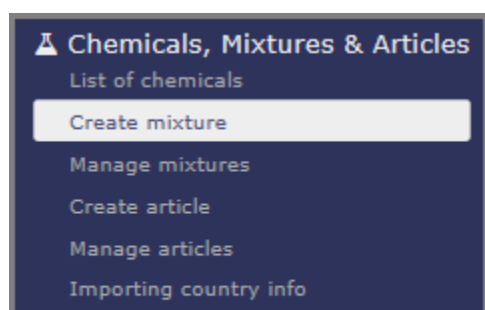 Chemicals, Mixtures & Articles
List of chemicals
Create mixture
Manage mixtures
Create article
Manage articles
Importing country info